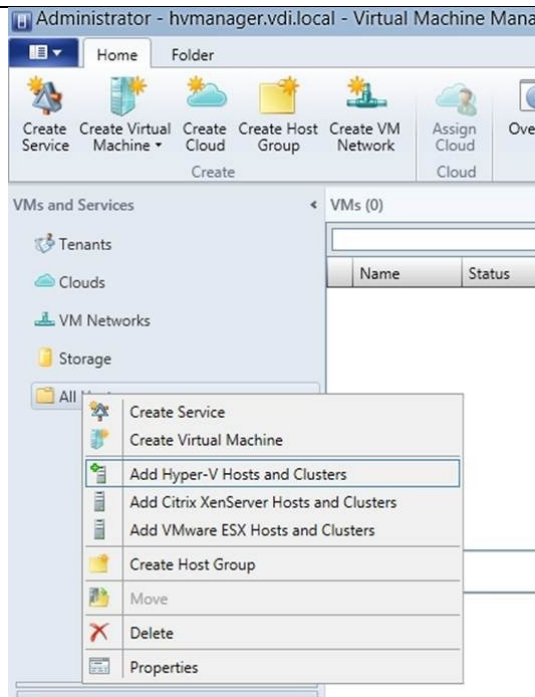 Administrator - hvmanager.vdi.local - Virtual Machine Mana
Home Folder
Create Service
Create Virtual Machine
Create Cloud
Create Host Group
Create VM Network
Assign Cloud
Create
Cloud
VMs and Services
VMs (0)
Tenants
Name Status
Clouds
VM Networks
Storage
All
Create Service
Create Virtual Machine
Add Hyper-V Hosts and Clusters
Add Citrix XenServer Hosts and Clusters
Add VMware ESX Hosts and Clusters
Create Host Group
Move
Delete
Properties